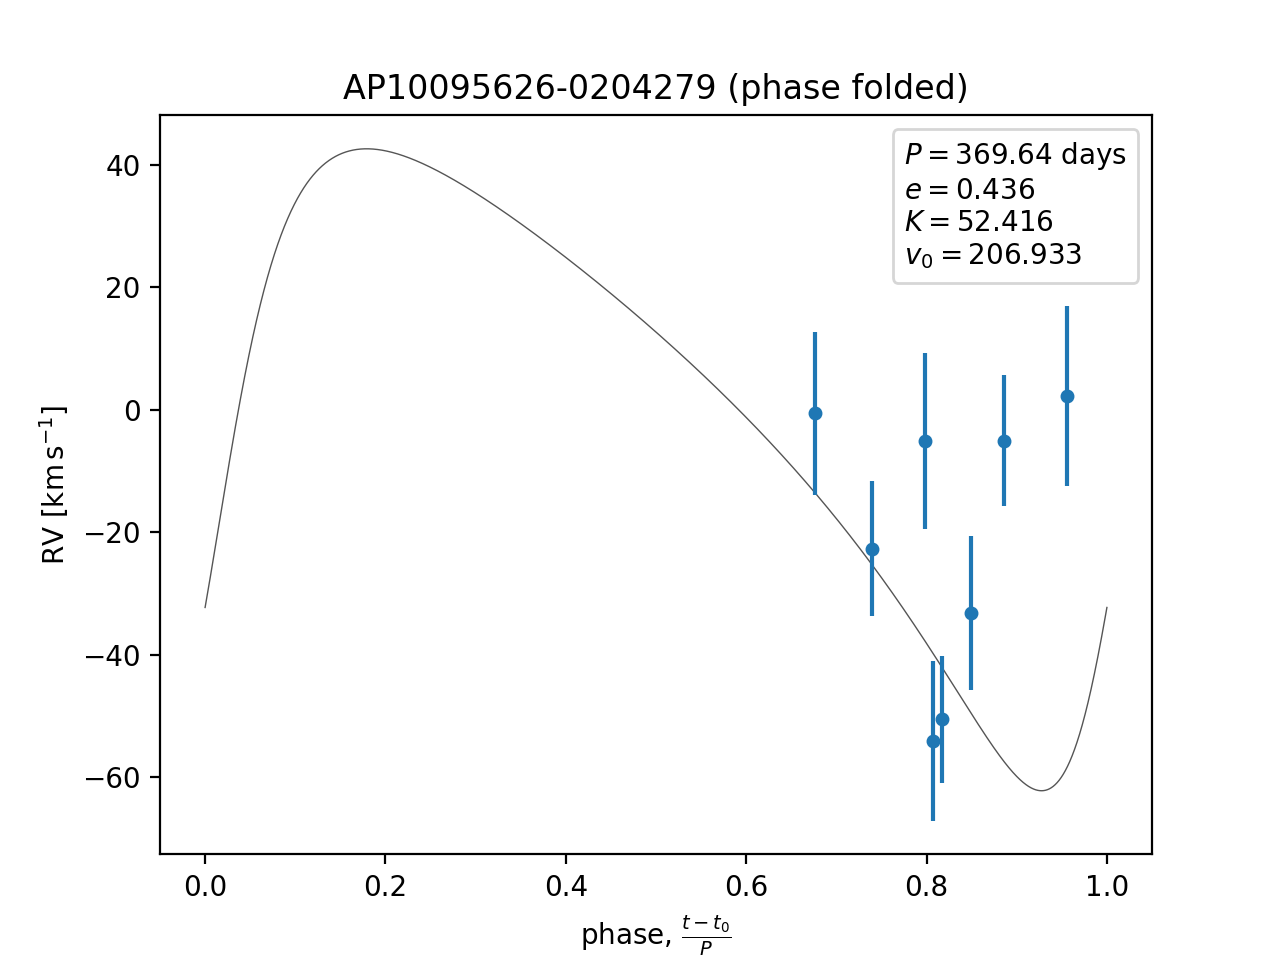 AP10095626-0204279 (phase folded)
P = 369.64 days
e = 0.436
K = 52.416
v₀ = 206.933
40
20
0
−20
−40
−60
RV [km s⁻¹]
0.0 0.2 0.4 0.6 0.8 1.0
phase, (t − t₀)/P